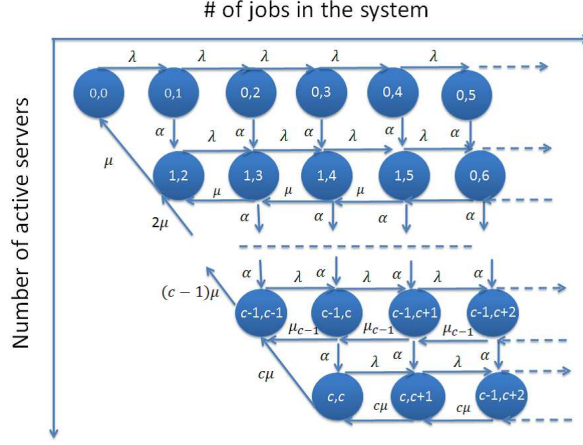 # of jobs in the system
Number of active servers
λ λ λ λ λ
0,0 0,1 0,2 0,3 0,4 0,5
α α α α α
λ λ λ λ
μ
1,2 1,3 1,4 1,5 0,6
μ μ μ
2μ
α α α α
α α α α
λ λ λ
(c − 1)μ
c-1,c-1 c-1,c c-1,c+1 c-1,c+2
μc−1 μc−1 μc−1
α α α
cμ
λ λ
c,c c,c+1 c-1,c+2
cμ cμ